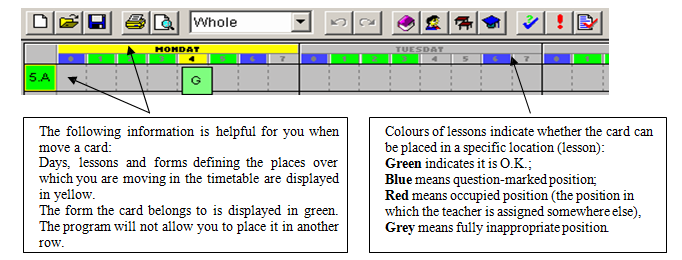 Whole
MONDAY TUESDAY
0 1 2 3 4 5 6 7 0 1 2 3 4 5 6 7 0
5.A
G
The following information is helpful for you when
move a card:
Days, lessons and forms defining the places over
which you are moving in the timetable are displayed
in yellow.
The form the card belongs to is displayed in green.
The program will not allow you to place it in another
row.
Colours of lessons indicate whether the card can
be placed in a specific location (lesson):
Green indicates it is O.K.;
Blue means question-marked position;
Red means occupied position (the position in
which the teacher is assigned somewhere else),
Grey means fully inappropriate position.